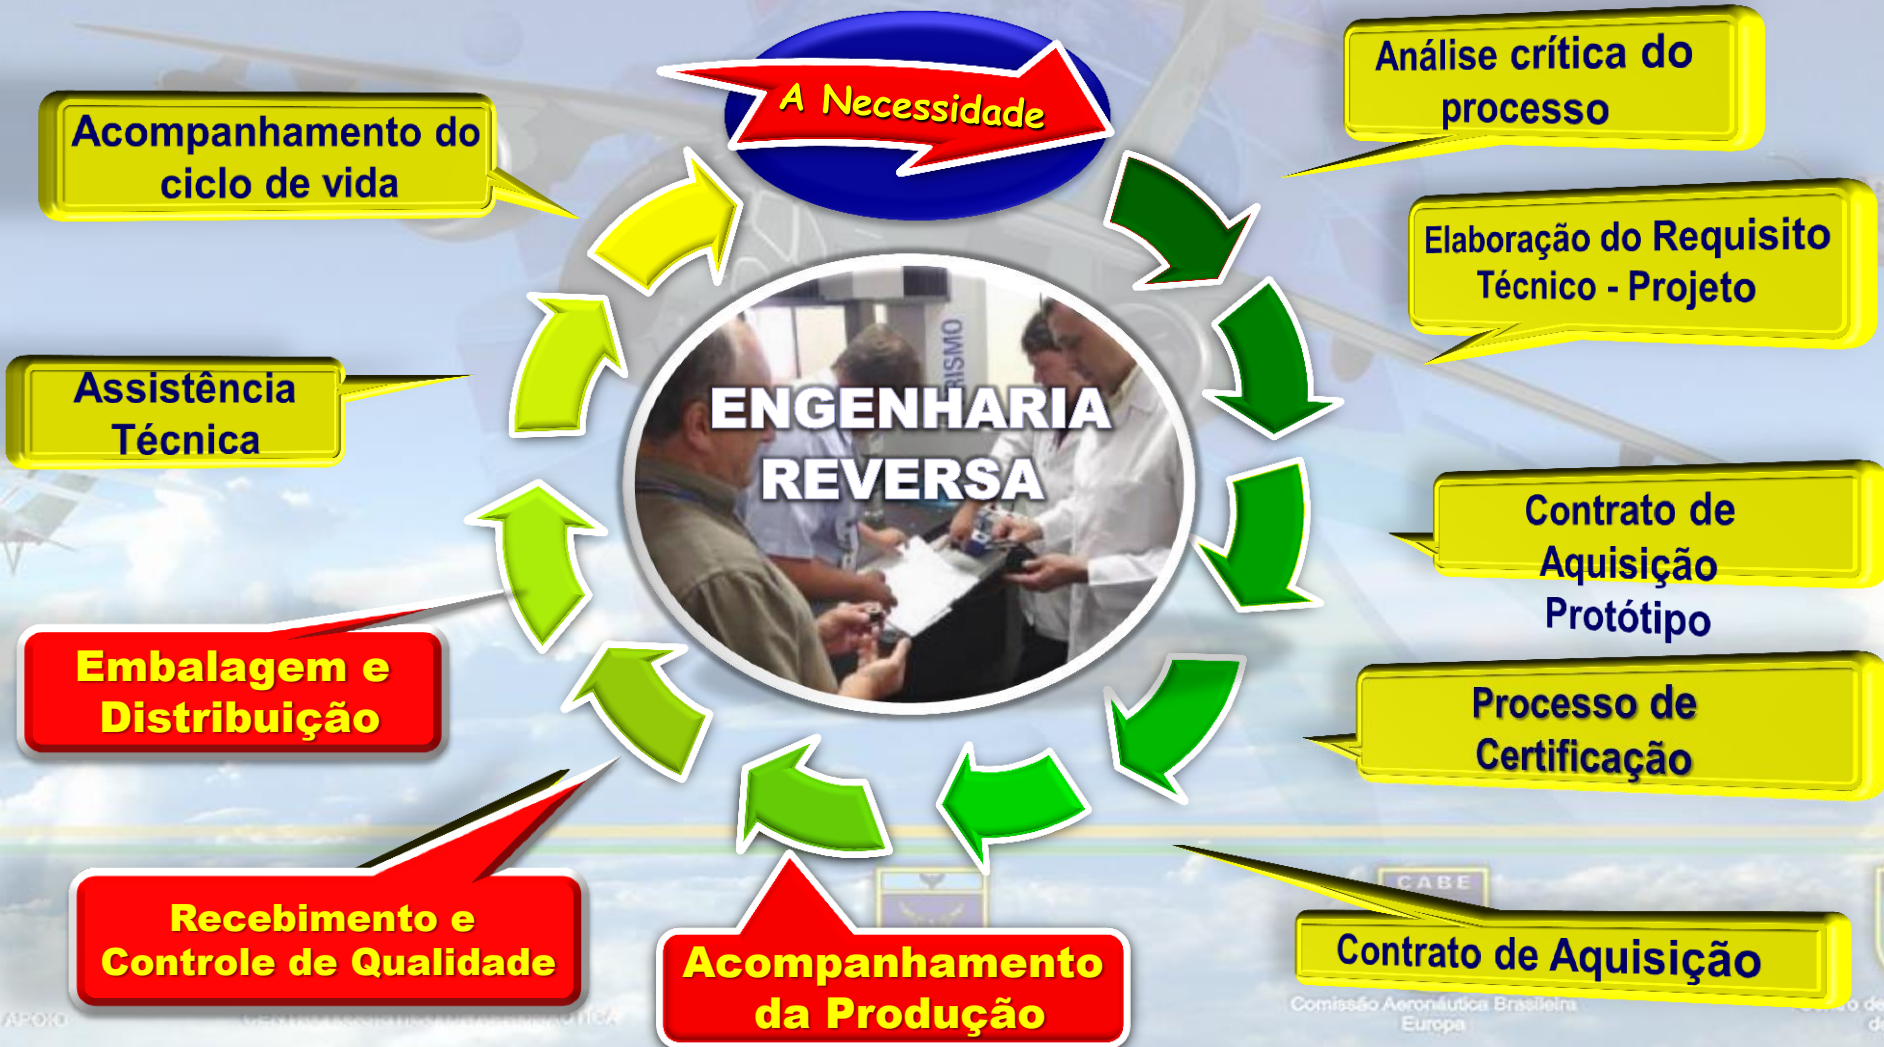 A Necessidade
Análise crítica do
processo
Elaboração do Requisito
Técnico - Projeto
Contrato de
Aquisição
Protótipo
Processo de
Certificação
Contrato de Aquisição
Acompanhamento
da Produção
Recebimento e
Controle de Qualidade
Embalagem e
Distribuição
Assistência
Técnica
Acompanhamento do
ciclo de vida
ENGENHARIA
REVERSA
RISMO
CABE
Comissão Aeronáutica Brasileira
Europa
APOIO